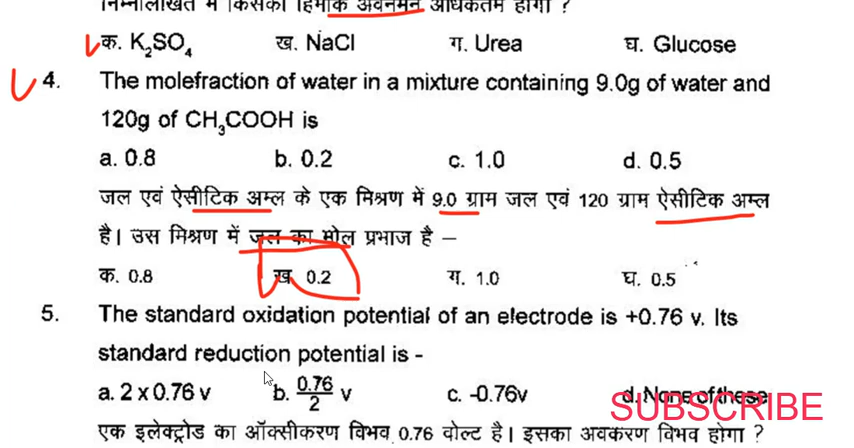 निम्नलिखित में किसका हिमांक अवनमन अधिकतम होगा ?
क. K₂SO₄ ख. NaCl ग. Urea घ. Glucose
4. The molefraction of water in a mixture containing 9.0g of water and
120g of CH₃COOH is
a. 0.8 b. 0.2 c. 1.0 d. 0.5
जल एवं ऐसीटिक अम्ल के एक मिश्रण में 9.0 ग्राम जल एवं 120 ग्राम ऐसीटिक अम्ल
है। उस मिश्रण में जल का मोल प्रभाज है –
क. 0.8 ख. 0.2 ग. 1.0 घ. 0.5
5. The standard oxidation potential of an electrode is +0.76 v. Its
standard reduction potential is -
a. 2 x 0.76 v b. 0.76/2 v c. -0.76v d. None of these
SUBSCRIBE
एक इलेक्ट्रोड का ऑक्सीकरण विभव 0.76 वोल्ट है। इसका अवकरण विभव होगा ?